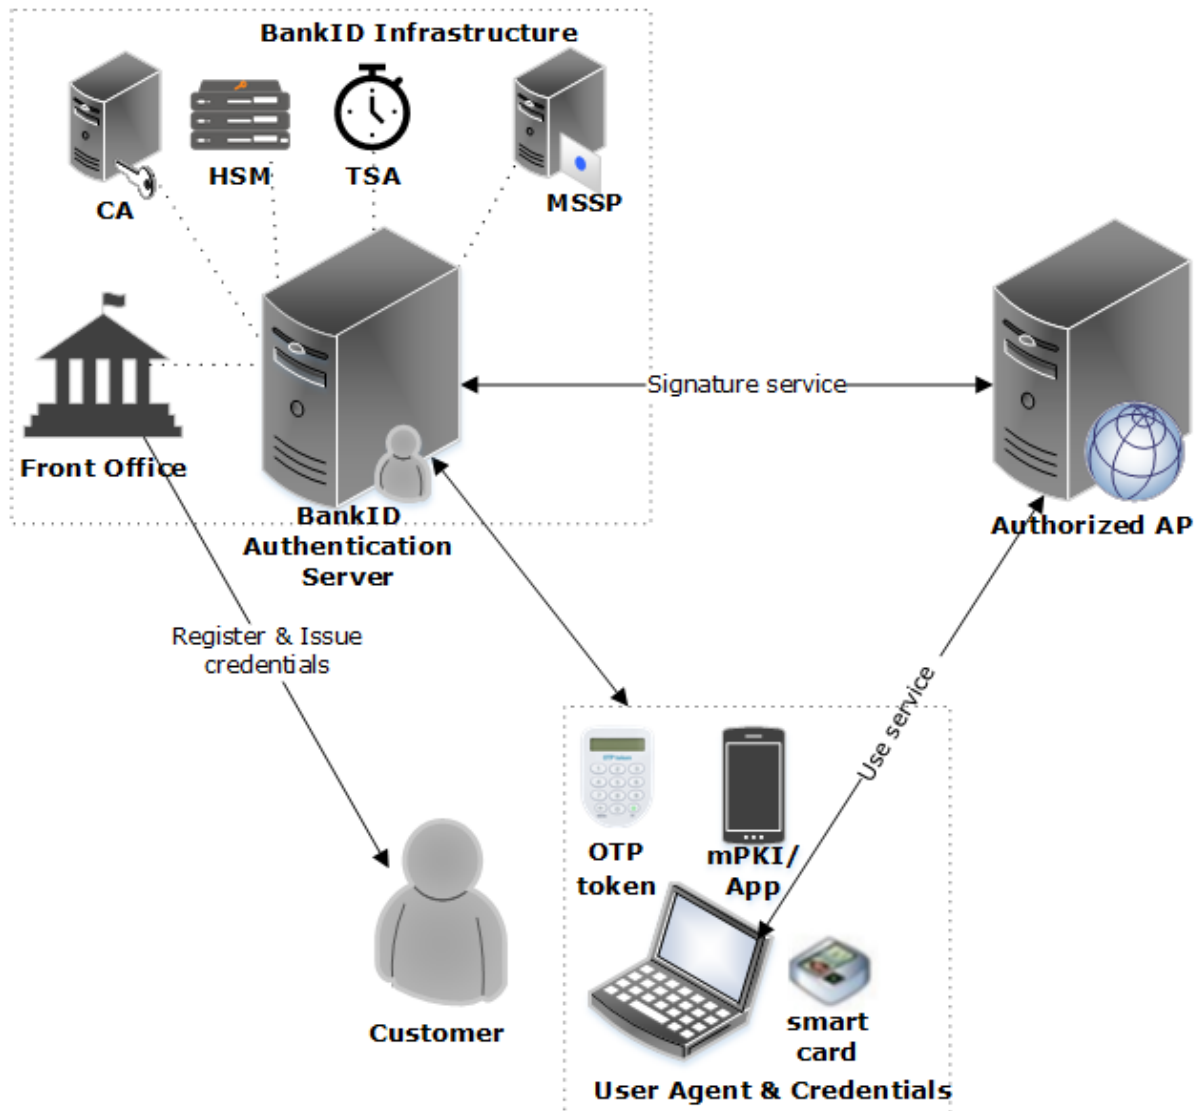 BankID Infrastructure
HSM
TSA
CA
MSSP
Signature service
Front Office
BankID
Authentication
Server
Authorized AP
Register & Issue
credentials
Use service
OTP
token
mPKI/
App
Customer
smart
card
User Agent & Credentials